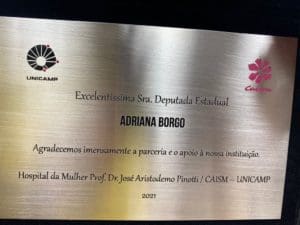 UNICAMP
Caism
Excelentíssima Sra. Deputada Estadual
ADRIANA BORGO
Agradecemos imensamente a parceria e o apoio à nossa instituição.
Hospital da Mulher Prof. Dr. José Aristodemo Pinotti / CAISM – UNICAMP
2021